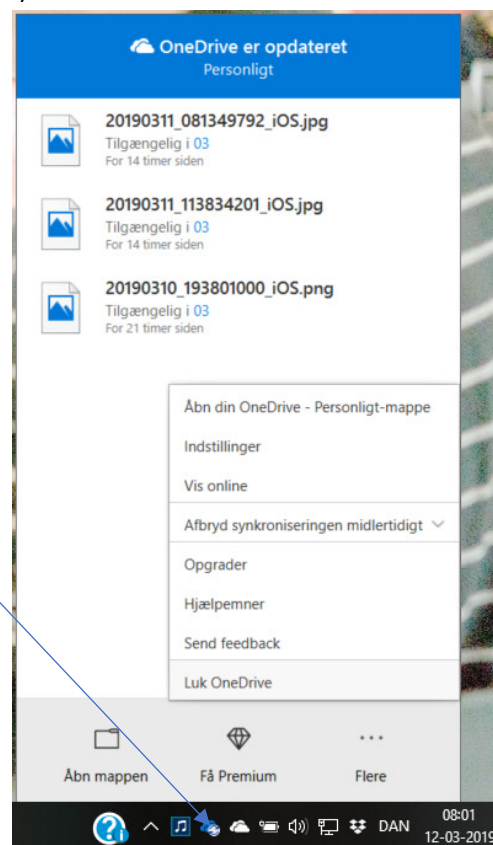 OneDrive er opdateret
Personligt
20190311_081349792_iOS.jpg
Tilgængelig i 03
For 14 timer siden
20190311_113834201_iOS.jpg
Tilgængelig i 03
For 14 timer siden
20190310_193801000_iOS.png
Tilgængelig i 03
For 21 timer siden
Åbn din OneDrive - Personligt-mappe
Indstillinger
Vis online
Afbryd synkroniseringen midlertidigt
Opgrader
Hjælpemner
Send feedback
Luk OneDrive
Åbn mappen Få Premium Flere
DAN 08:01
12-03-2019